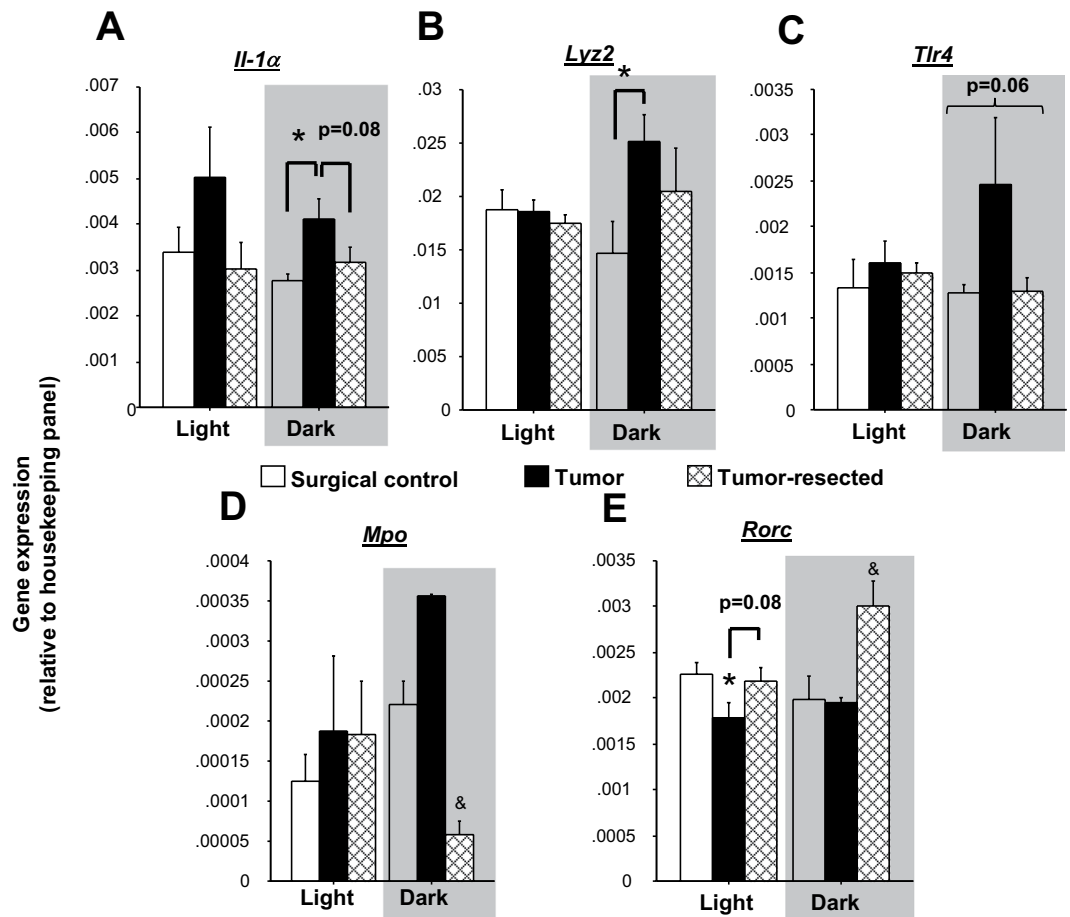 A
Il-1α
.007
.006
.005
.004
.003
.002
.001
0
*
p=0.08
Light
Dark
B
Lyz2
.03
.025
.02
.015
.01
.005
0
*
Light
Dark
C
Tlr4
.0035
.003
.0025
.002
.0015
.001
.0005
0
p=0.06
Light
Dark
Surgical control
Tumor
Tumor-resected
Gene expression
(relative to housekeeping panel)
D
Mpo
.0004
.00035
.0003
.00025
.0002
.00015
.0001
.00005
0
&
Light
Dark
E
Rorc
.0035
.003
.0025
.002
.0015
.001
.0005
0
p=0.08
*
&
Light
Dark